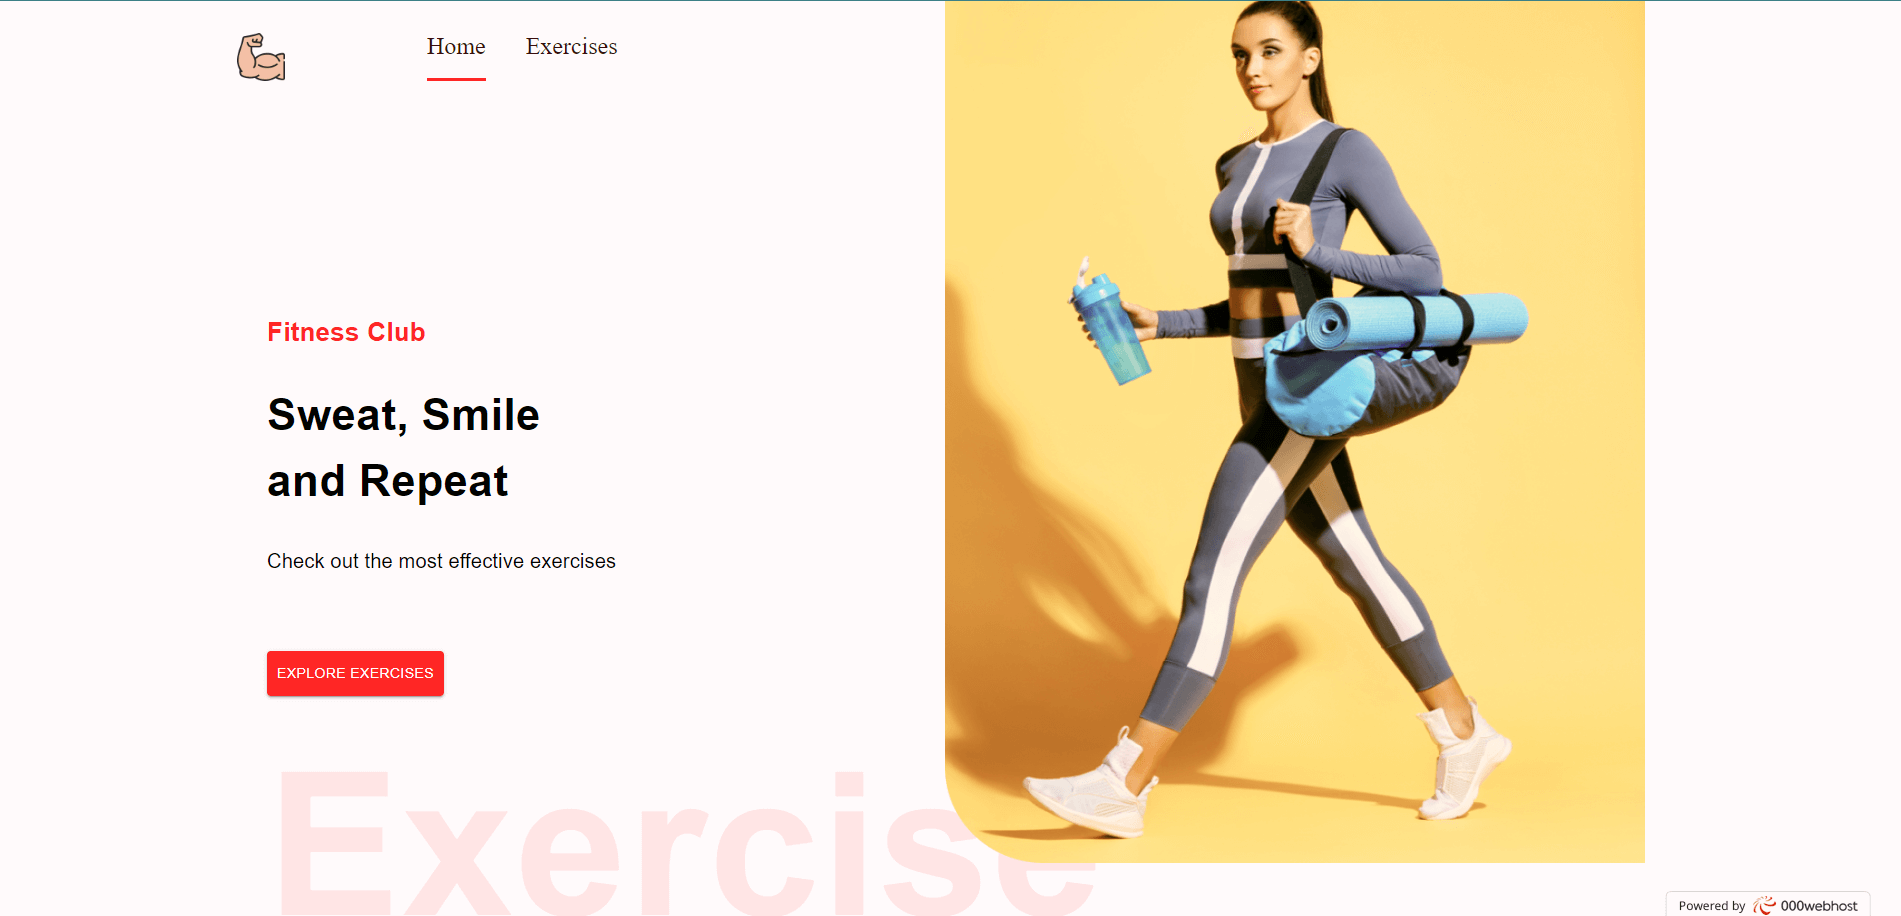 Home
Exercises
Fitness Club
Sweat, Smile
and Repeat
Check out the most effective exercises
EXPLORE EXERCISES
Exercise
Powered by 000webhost